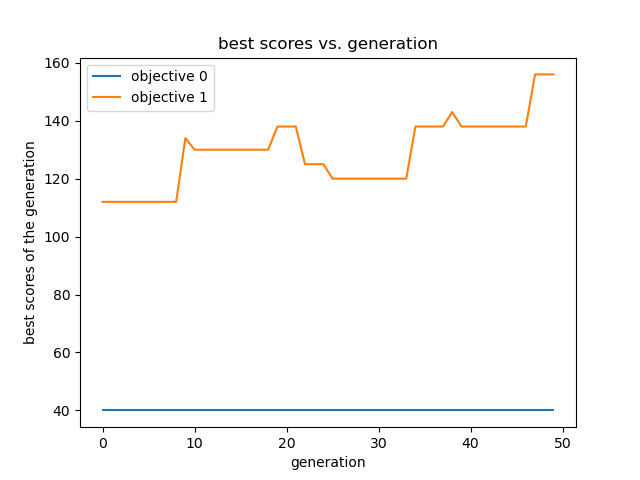 best scores vs. generation
objective 0
objective 1
best scores of the generation
160
140
120
100
80
60
40
0
10
20
30
40
50
generation